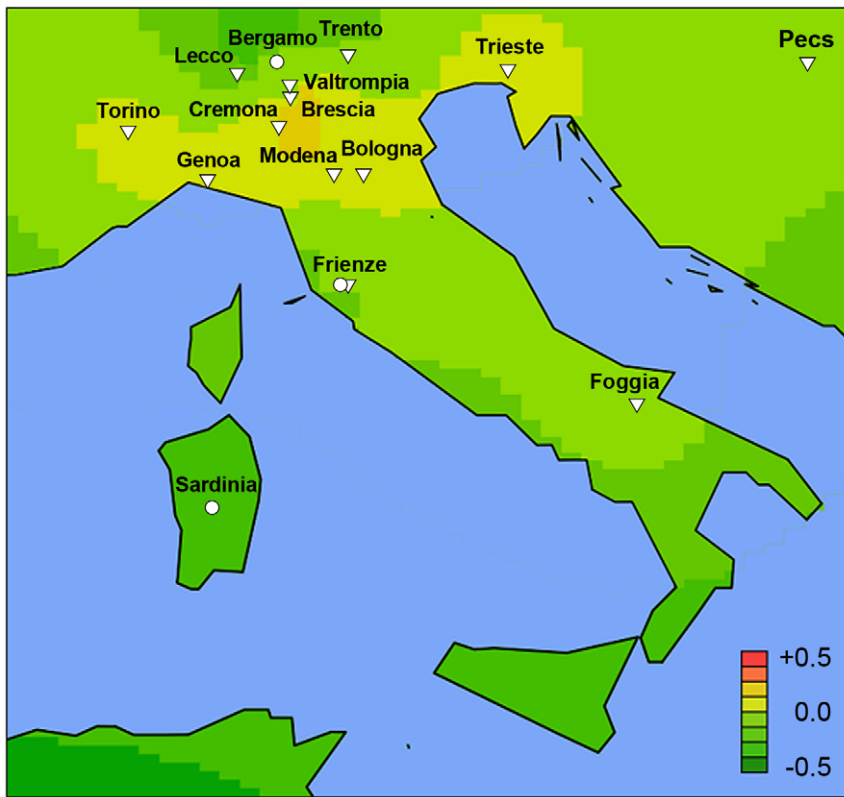 Trento
Bergamo
Pecs
Trieste
Lecco
Valtrompia
Torino
Cremona
Brescia
Genoa
Modena
Bologna
Frienze
Foggia
Sardinia
+0.5
0.0
-0.5